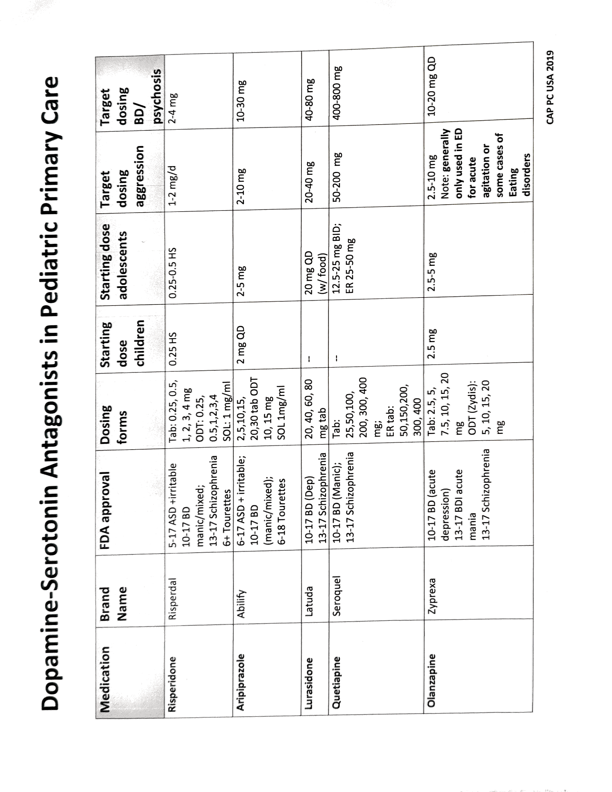 Dopamine-Serotonin Antagonists in Pediatric Primary Care
Medication
Brand
Name
FDA approval
Dosing
forms
Starting
dose
children
Starting dose
adolescents
Target
dosing
aggression
Target
dosing
BD/
psychosis
Risperidone
Risperdal
5-17 ASD +irritable
10-17 BD
manic/mixed;
13-17 Schizophrenia
6+ Tourettes
Tab: 0.25, 0.5,
1, 2, 3, 4 mg
ODT: 0.25,
0.5,1,2,3,4
SOL: 1 mg/ml
0.25 HS
0.25-0.5 HS
1-2 mg/d
2-4 mg
Aripiprazole
Abilify
6-17 ASD + irritable;
10-17 BD
(manic/mixed);
6-18 Tourettes
2,5,10,15,
20,30 tab ODT
10, 15 mg
SOL 1mg/ml
2 mg QD
2-5 mg
2-10 mg
10-30 mg
Lurasidone
Latuda
10-17 BD (Dep)
13-17 Schizophrenia
20, 40, 60, 80
mg tab
--
20 mg QD
(w/ food)
20-40 mg
40-80 mg
Quetiapine
Seroquel
10-17 BD (Manic);
13-17 Schizophrenia
Tab:
25,50,100,
200, 300, 400
mg;
ER tab:
50,150,200,
300, 400
--
12.5-25 mg BID;
ER 25-50 mg
50-200 mg
400-800 mg
Olanzapine
Zyprexa
10-17 BD (acute
depression)
13-17 BDI acute
mania
13-17 Schizophrenia
Tab: 2.5, 5,
7.5, 10, 15, 20
mg
ODT (Zydis):
5, 10, 15, 20
mg
2.5 mg
2.5-5 mg
2.5-10 mg
Note: generally
only used in ED
for acute
agitation or
some cases of
Eating
disorders
10-20 mg QD
CAP PC USA 2019